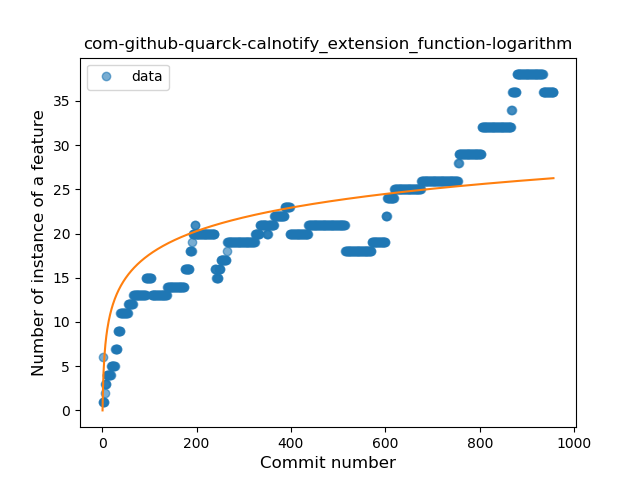 com-github-quarck-calnotify_extension_function-logarithm
data
Number of instance of a feature
35
30
25
20
15
10
5
0
0 200 400 600 800 1000
Commit number